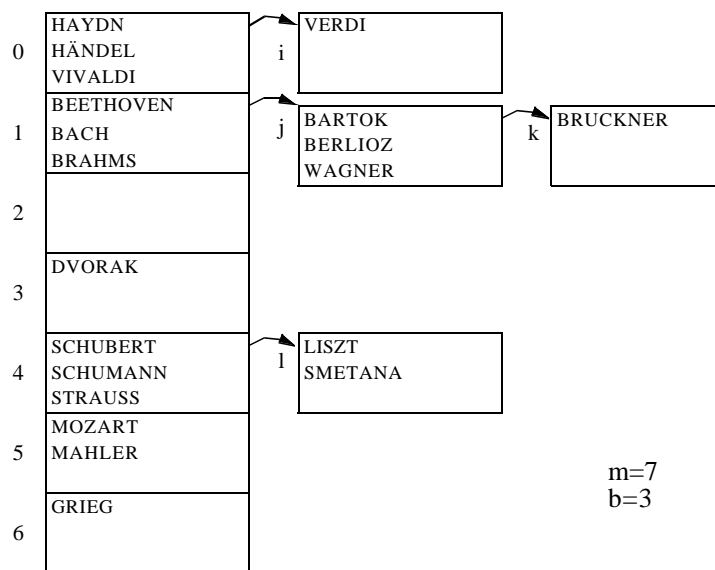 0
HAYDN
HÄNDEL
VIVALDI
i
VERDI
1
BEETHOVEN
BACH
BRAHMS
j
BARTOK
BERLIOZ
WAGNER
k
BRUCKNER
2
3
DVORAK
4
SCHUBERT
SCHUMANN
STRAUSS
l
LISZT
SMETANA
5
MOZART
MAHLER
6
GRIEG
m=7
b=3